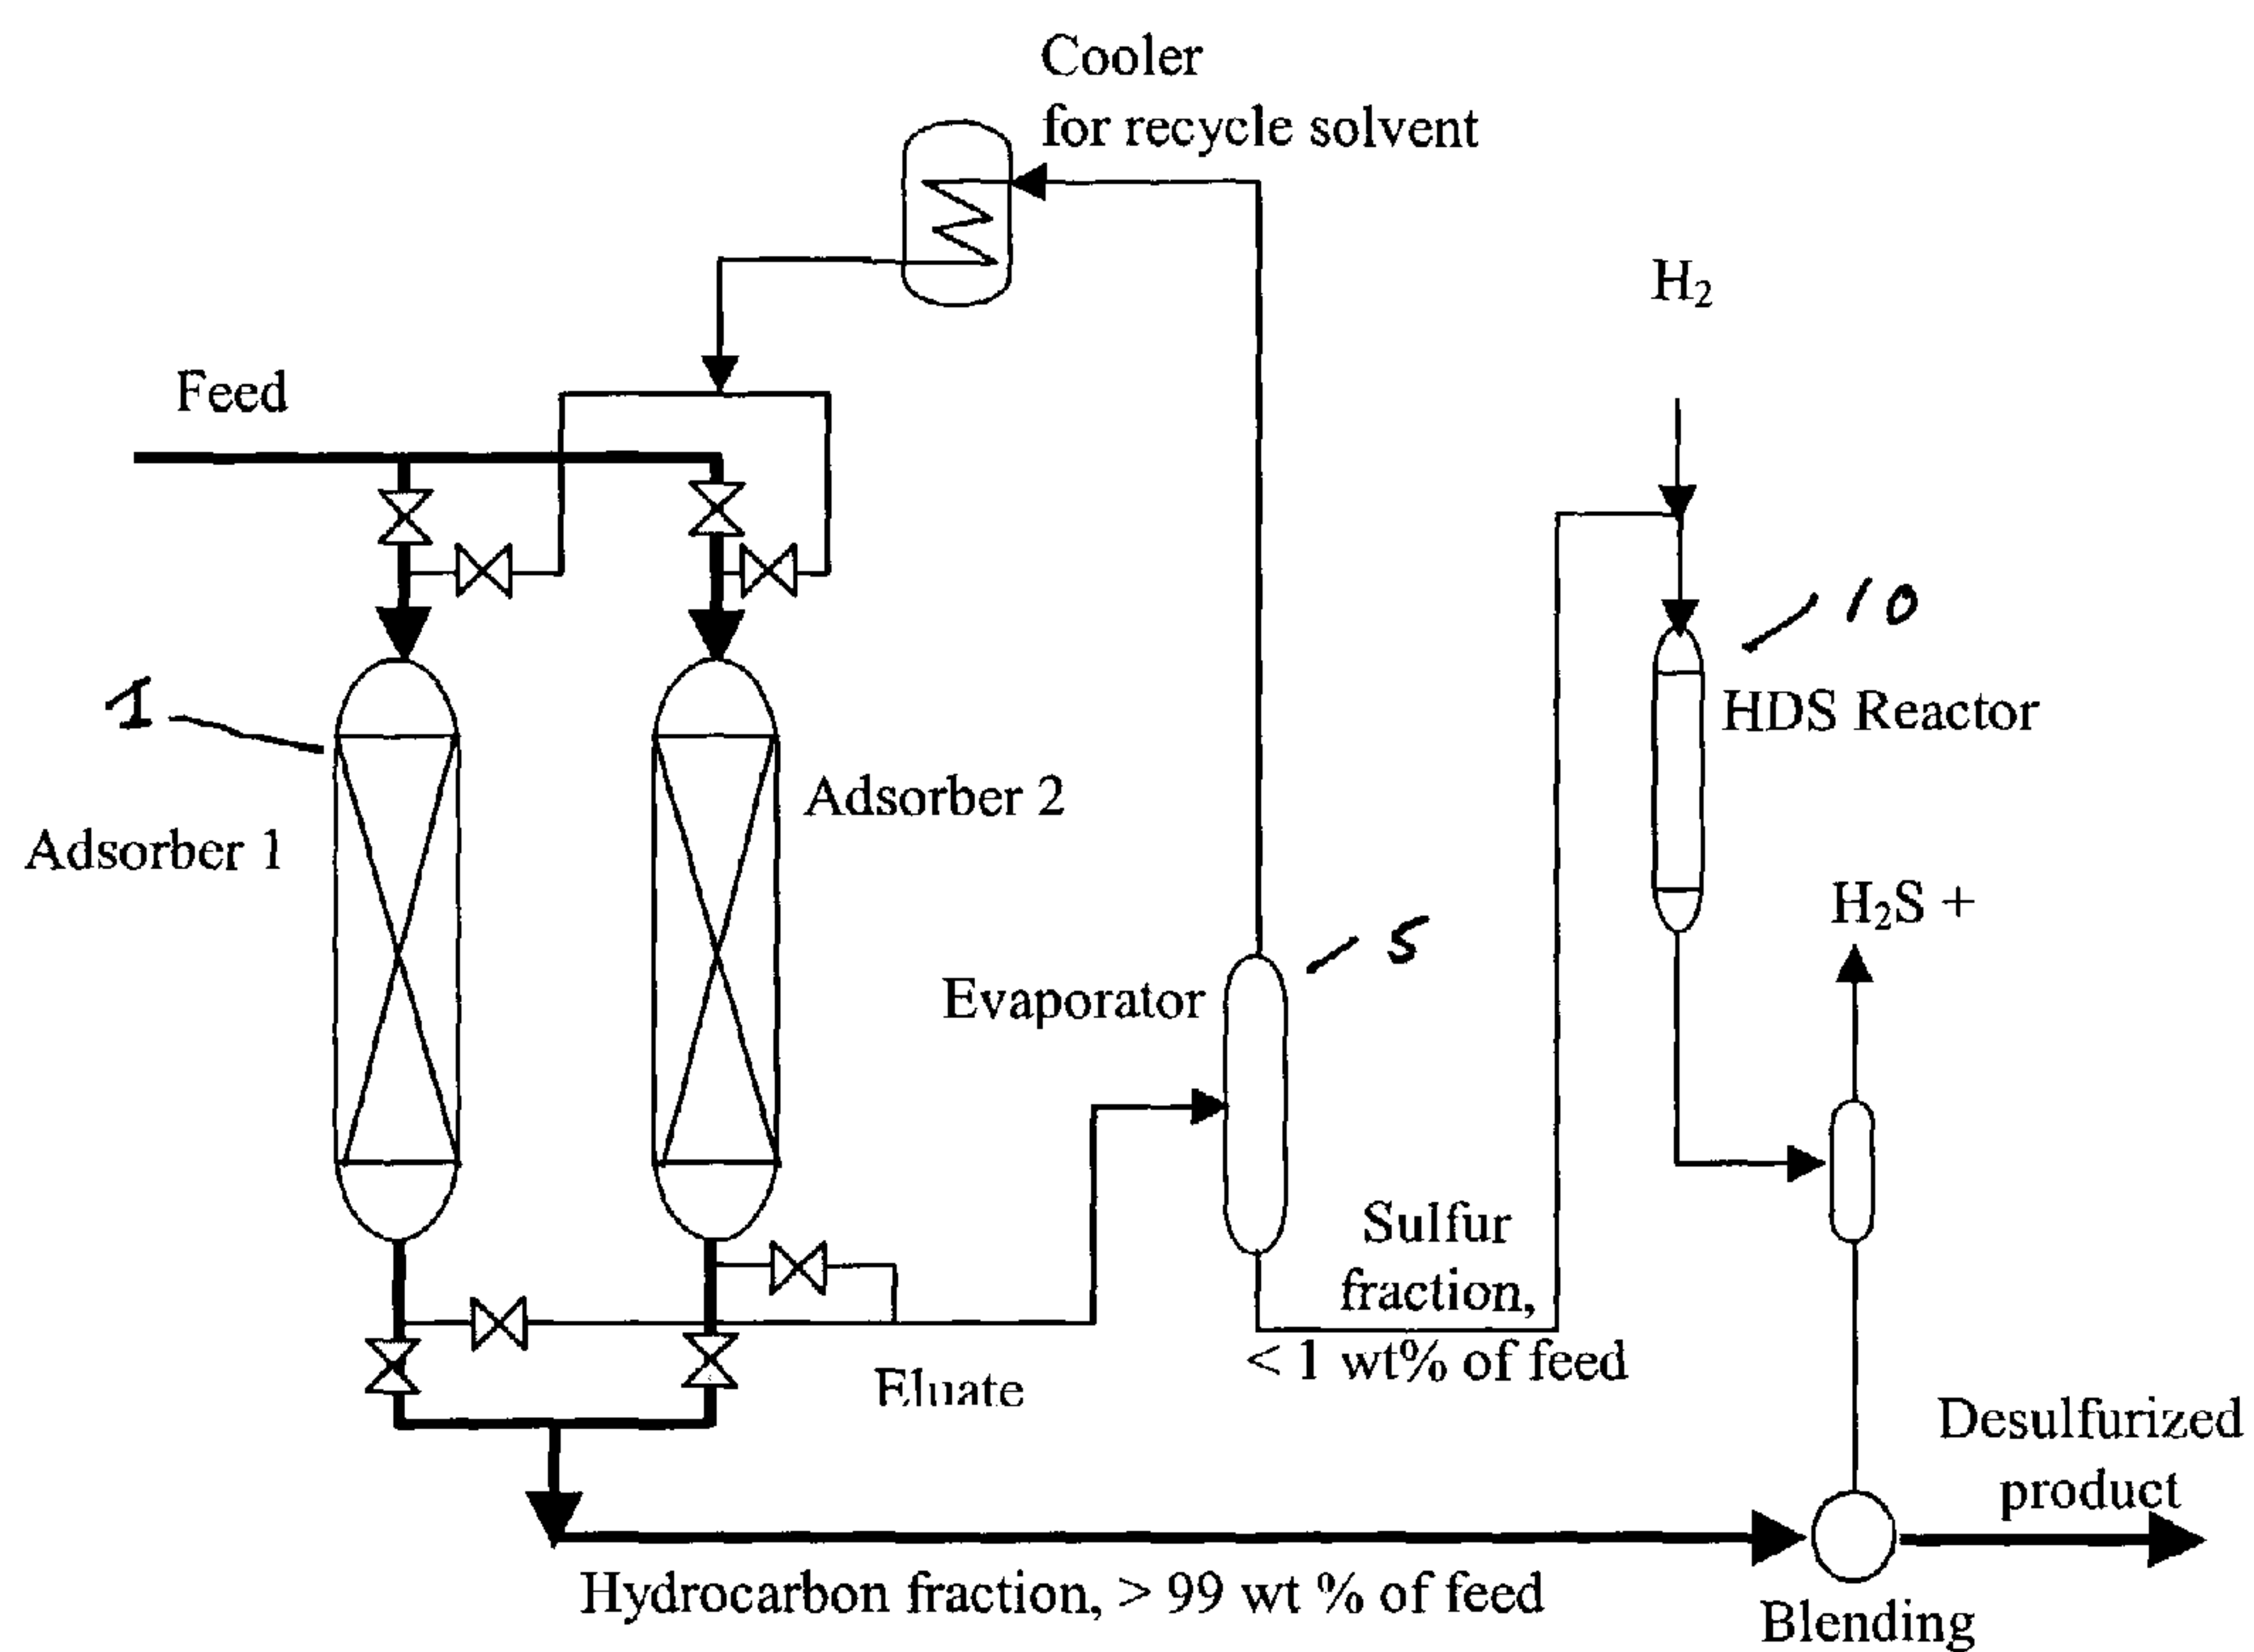 Cooler
for recycle solvent
H₂
Feed
10
1
HDS Reactor
Adsorber 2
Adsorber 1
H₂S +
5
Evaporator
Sulfur
fraction,
< 1 wt% of feed
Eluate
Desulfurized
product
Hydrocarbon fraction, > 99 wt % of feed
Blending